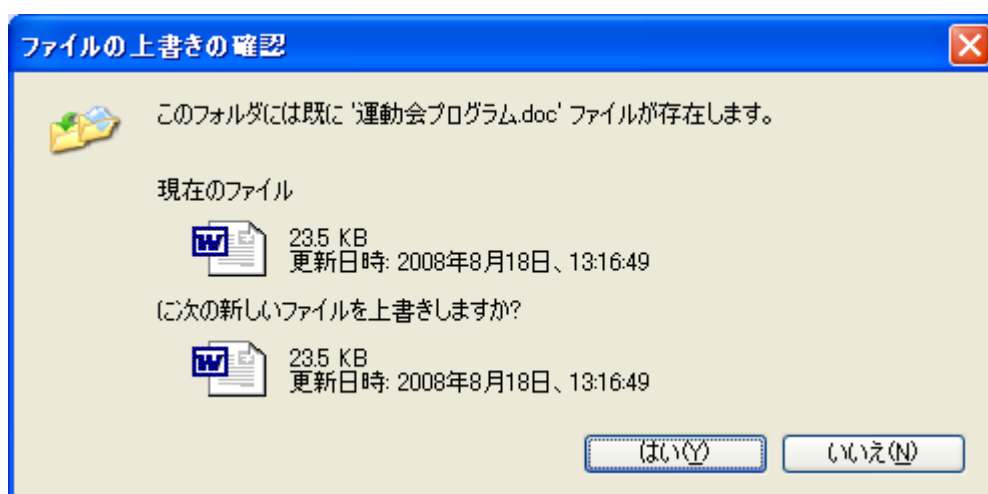 ファイルの上書きの確認
このフォルダには既に '運動会プログラム.doc' ファイルが存在します。
現在のファイル
23.5 KB
更新日時: 2008年8月18日、13:16:49
に次の新しいファイルを上書きしますか?
23.5 KB
更新日時: 2008年8月18日、13:16:49
はい(Y)
いいえ(N)